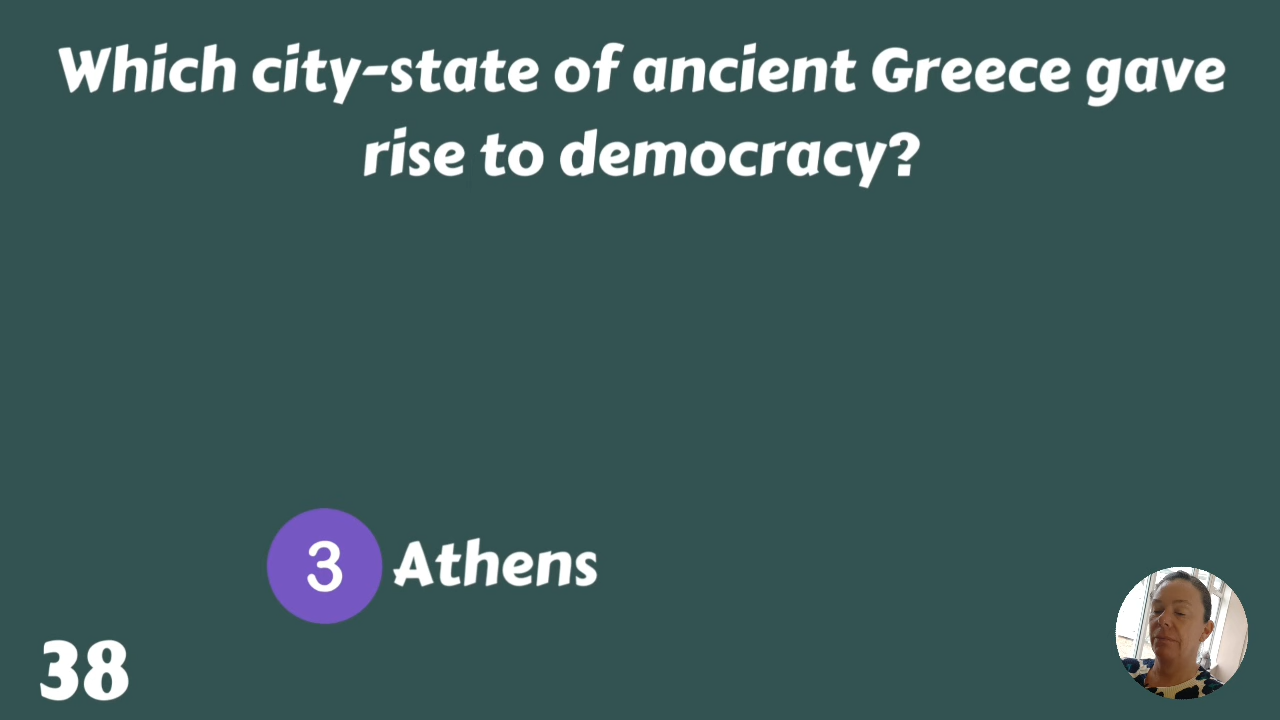 Which city-state of ancient Greece gave
rise to democracy?
3 Athens
38